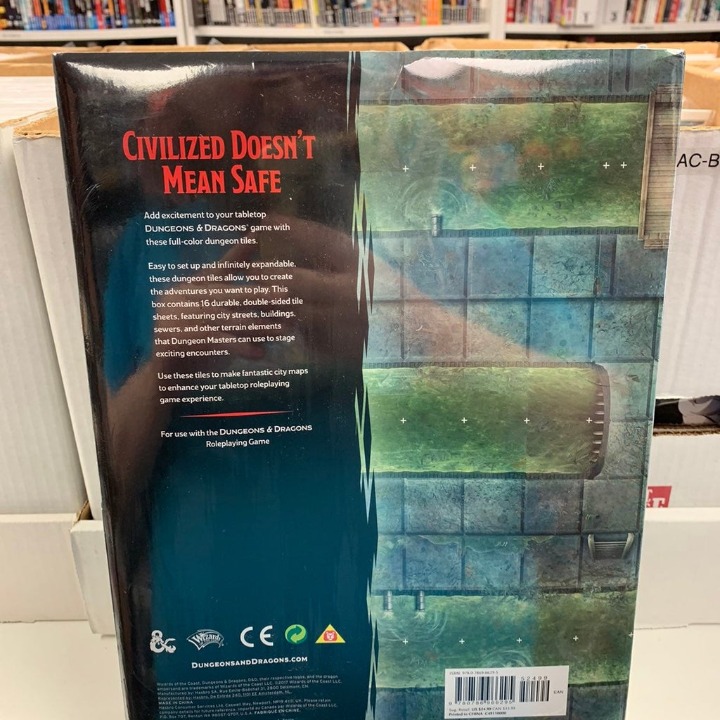 CIVILIZED DOESN'T
MEAN SAFE
Add excitement to your tabletop
DUNGEONS & DRAGONS® game with
these full-color dungeon tiles.
Easy to set up and infinitely expandable,
these dungeon tiles allow you to create
the adventures you want to play. This
box contains 16 durable, double-sided tile
sheets, featuring city streets, buildings,
sewers, and other terrain elements
that Dungeon Masters can use to stage
exciting encounters.
Use these tiles to make fantastic city maps
to enhance your tabletop roleplaying
game experience.
For use with the DUNGEONS & DRAGONS
Roleplaying Game
AC-B
&
Wizards
CE
DUNGEONSANDDRAGONS.COM
MADE IN CHINA
52499